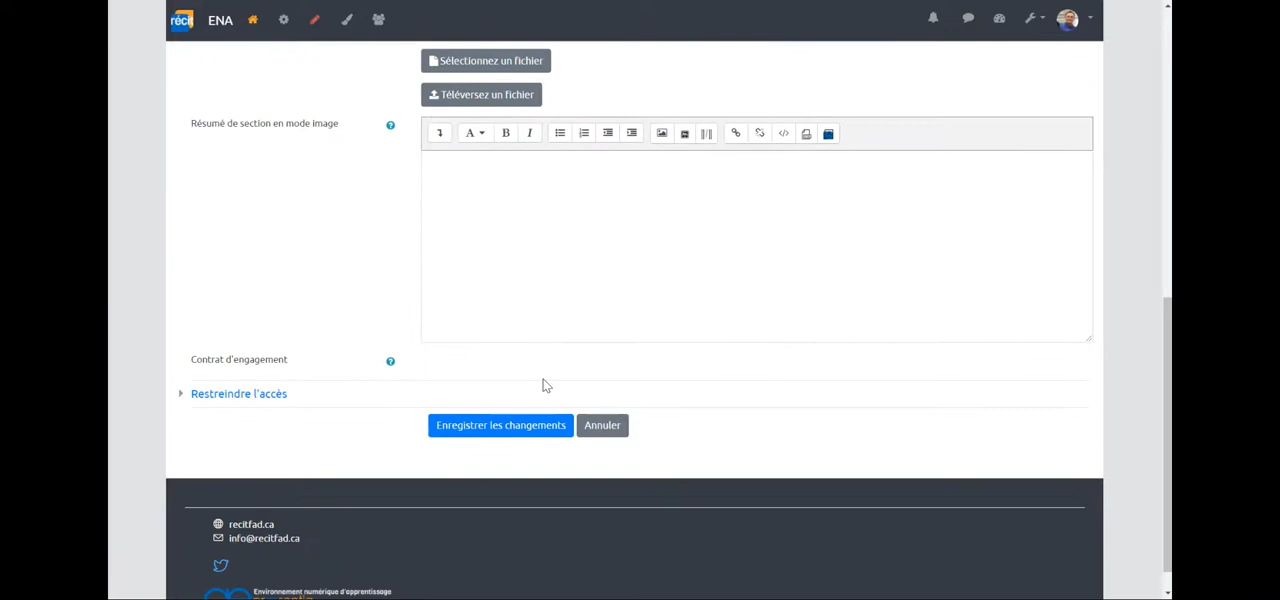 récit ENA
Sélectionnez un fichier
Téléversez un fichier
Résumé de section en mode image
A B I
Contrat d'engagement
Restreindre l'accès
Enregistrer les changements Annuler
recitfad.ca
info@recitfad.ca
Environnement numérique d'apprentissage